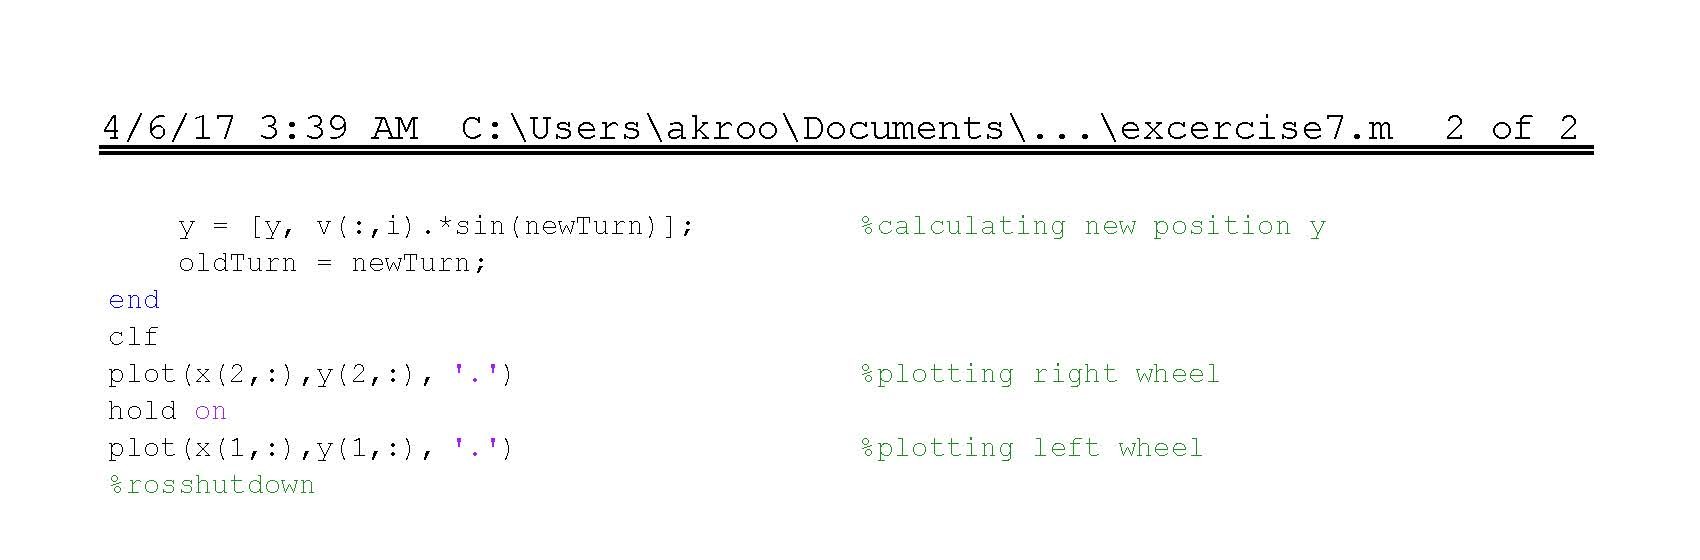 4/6/17 3:39 AM  C:\Users\akroo\Documents\...\excercise7.m  2 of 2
    y = [y, v(:,i).*sin(newTurn)];          %calculating new position y
    oldTurn = newTurn;
end
clf
plot(x(2,:),y(2,:), '.')                    %plotting right wheel
hold on
plot(x(1,:),y(1,:), '.')                    %plotting left wheel
%rosshutdown